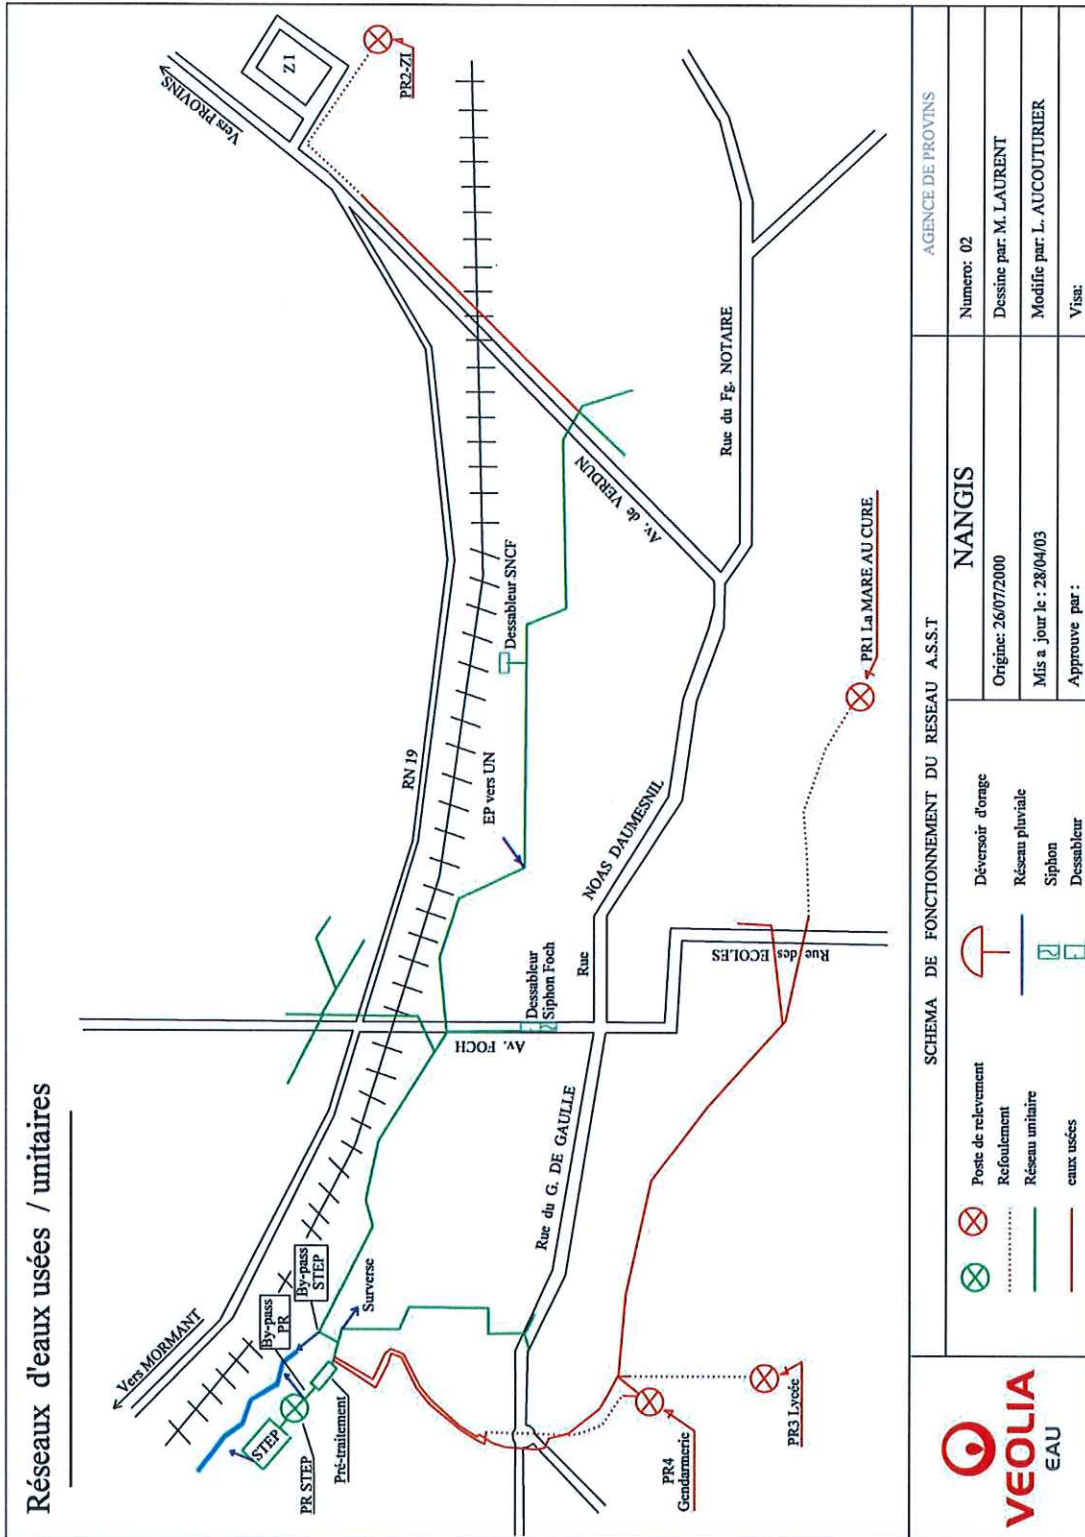 Réseaux d'eaux usées / unitaires
Vers MORMANT
Vers PROVINS
ZI
PR2-ZI
RN 19
By-pass
PR
By-pass
STEP
Surverse
STEP
PR STEP
Pré-traitement
Av. FOCH
Dessableur
Siphon Foch
EP vers UN
Dessableur SNCF
Av. de VERDUN
Rue du Fg. NOTAIRE
Rue NOAS DAUMESNIL
Rue du G. DE GAULLE
Rue des ECOLES
PR1 La MARE AU CURE
PR4
Gendarmerie
PR3 Lycée
VEOLIA
EAU
SCHEMA DE FONCTIONNEMENT DU RESEAU A.S.S.T
Poste de relevement
Refoulement
Réseau unitaire
eaux usées
Déversoir d'orage
Réseau pluviale
Siphon
Dessableur
NANGIS
Origine: 26/07/2000
Mis a jour le : 28/04/03
Approuve par :
AGENCE DE PROVINS
Numero: 02
Dessine par: M. LAURENT
Modifie par: L. AUCOUTURIER
Visa: